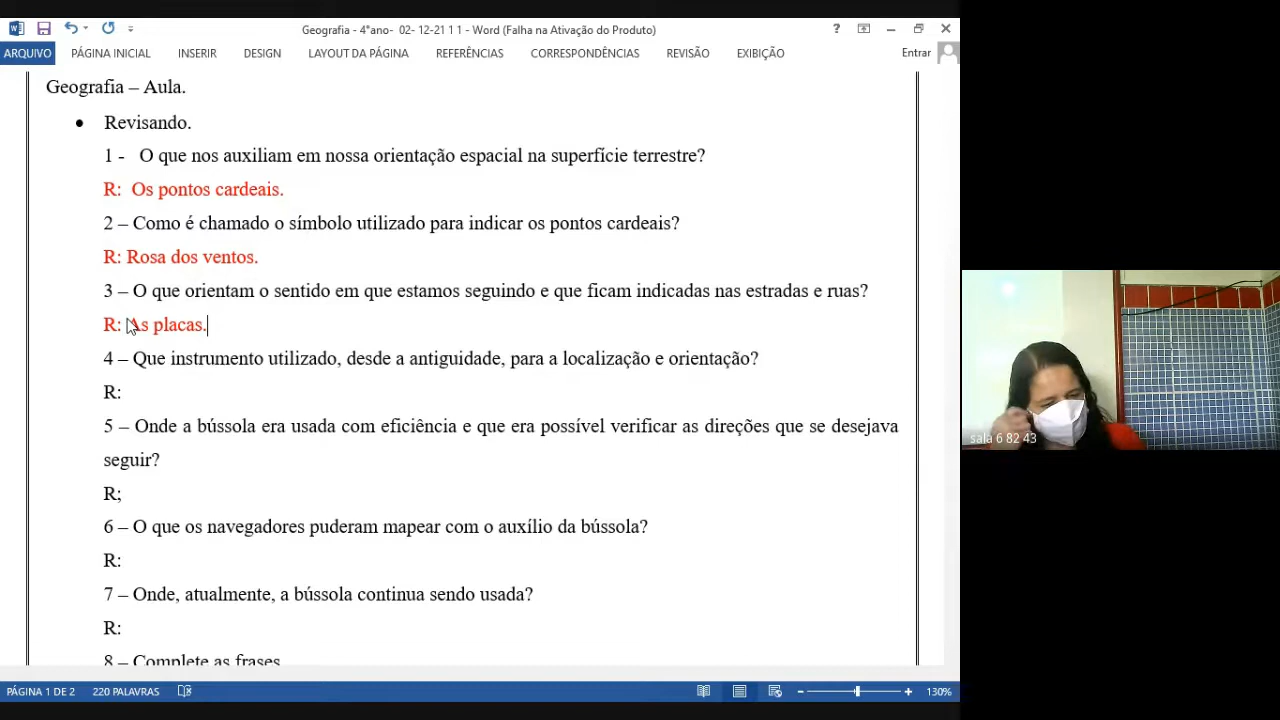 Geografia - 4°ano- 02- 12-21 1 1 - Word (Falha na Ativação do Produto)
ARQUIVO PÁGINA INICIAL INSERIR DESIGN LAYOUT DA PÁGINA REFERÊNCIAS CORRESPONDÊNCIAS REVISÃO EXIBIÇÃO Entrar
Geografia – Aula.
• Revisando.
1 - O que nos auxiliam em nossa orientação espacial na superfície terrestre?
R: Os pontos cardeais.
2 – Como é chamado o símbolo utilizado para indicar os pontos cardeais?
R: Rosa dos ventos.
3 – O que orientam o sentido em que estamos seguindo e que ficam indicadas nas estradas e ruas?
R: As placas.
4 – Que instrumento utilizado, desde a antiguidade, para a localização e orientação?
R:
5 – Onde a bússola era usada com eficiência e que era possível verificar as direções que se desejava
seguir?
R;
6 – O que os navegadores puderam mapear com o auxílio da bússola?
R:
7 – Onde, atualmente, a bússola continua sendo usada?
R:
8 – Complete as frases
sala 6 82 43
PÁGINA 1 DE 2 220 PALAVRAS 130%